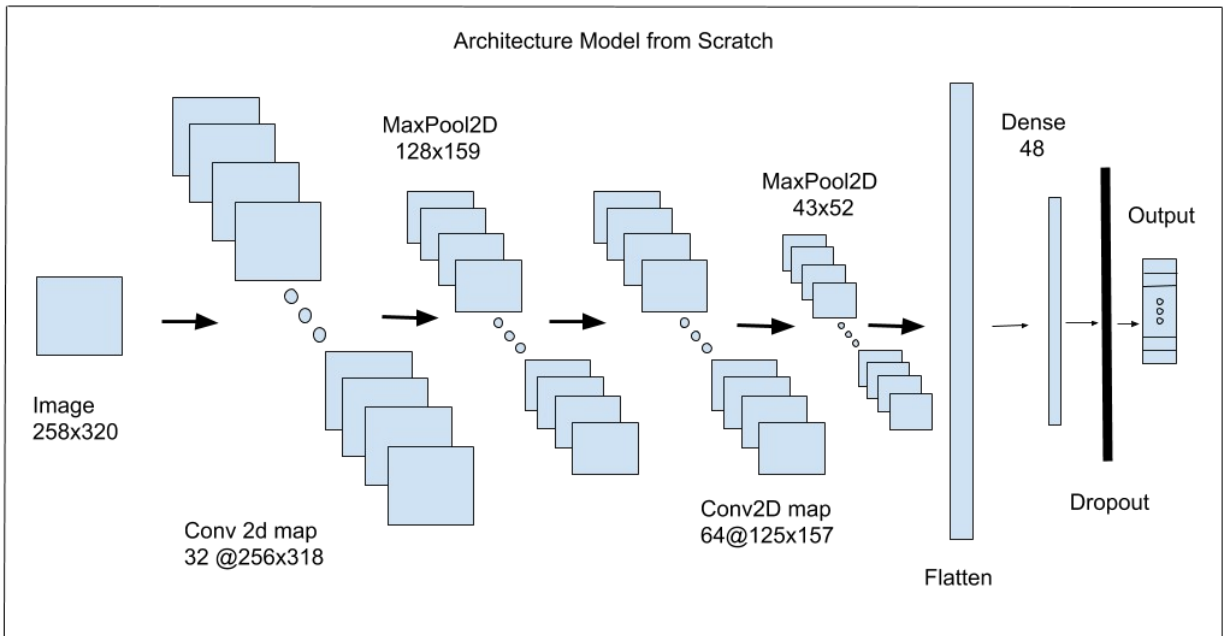 Architecture Model from Scratch
Image
258x320
Conv 2d map
32 @256x318
MaxPool2D
128x159
Conv2D map
64@125x157
MaxPool2D
43x52
Flatten
Dense
48
Dropout
Output